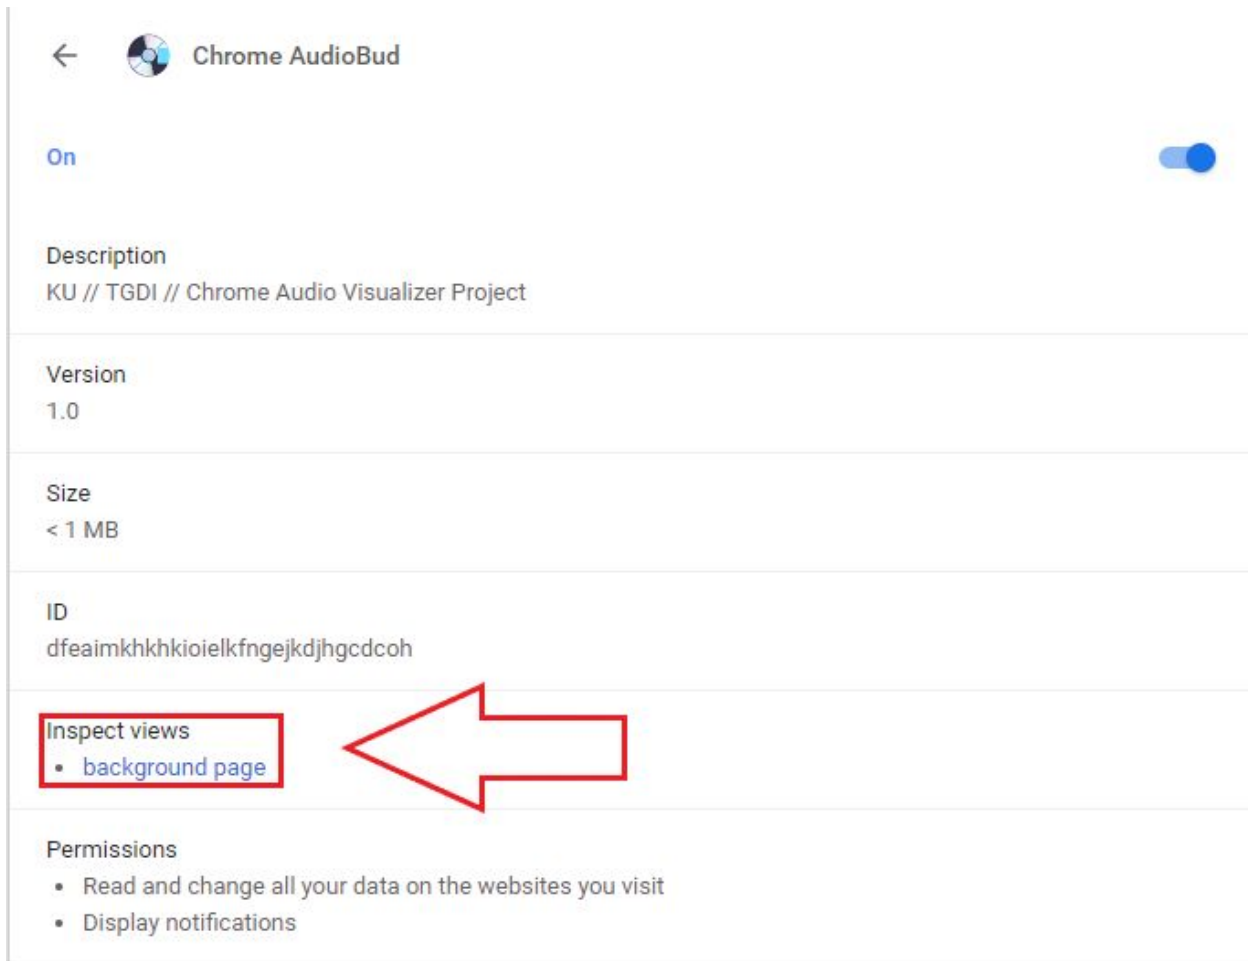 Chrome AudioBud
On
Description
KU // TGDI // Chrome Audio Visualizer Project
Version
1.0
Size
< 1 MB
ID
dfeaimkhkhkioielkfngejkdjhgcdcoh
Inspect views
• background page
Permissions
• Read and change all your data on the websites you visit
• Display notifications